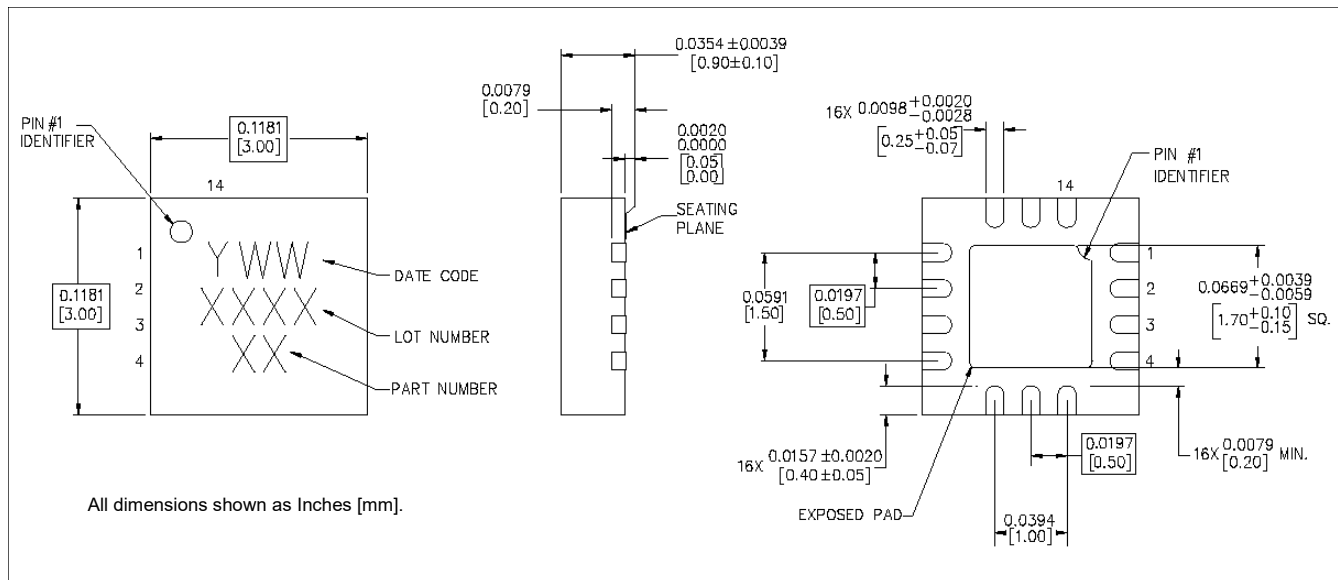 PIN #1
IDENTIFIER
0.1181
[3.00]
14
0.1181
[3.00]
1
2
3
4
Y WWW
XXXX
XX
DATE CODE
LOT NUMBER
PART NUMBER
All dimensions shown as Inches [mm].
0.0354 ±0.0039
[0.90±0.10]
0.0079
[0.20]
0.0020
0.0000
[0.05]
[0.00]
SEATING
PLANE
16X 0.0098 +0.0020
-0.0028
[0.25 +0.05
-0.07]
14
PIN #1
IDENTIFIER
1
2
3
4
0.0591
[1.50]
0.0197
[0.50]
0.0669 +0.0039
-0.0059
[1.70 +0.10
-0.15] SQ.
16X 0.0157 ±0.0020
[0.40 ±0.05]
0.0197
[0.50]
16X 0.0079 MIN.
[0.20]
EXPOSED PAD
0.0394
[1.00]